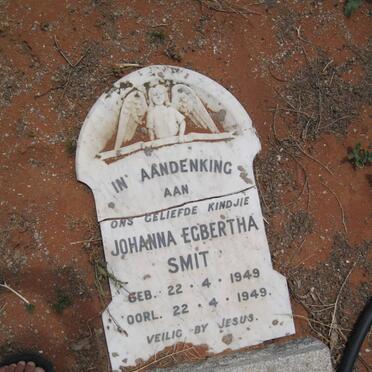 IN' AANDENKING
AAN
ONS GELIEFDE KINDJIE
JOHANNA EGBERTHA
SMIT
GEB. 22 - 4 - 1949
OORL. 22 - 4 - 1949.
VEILIG BY JESUS.